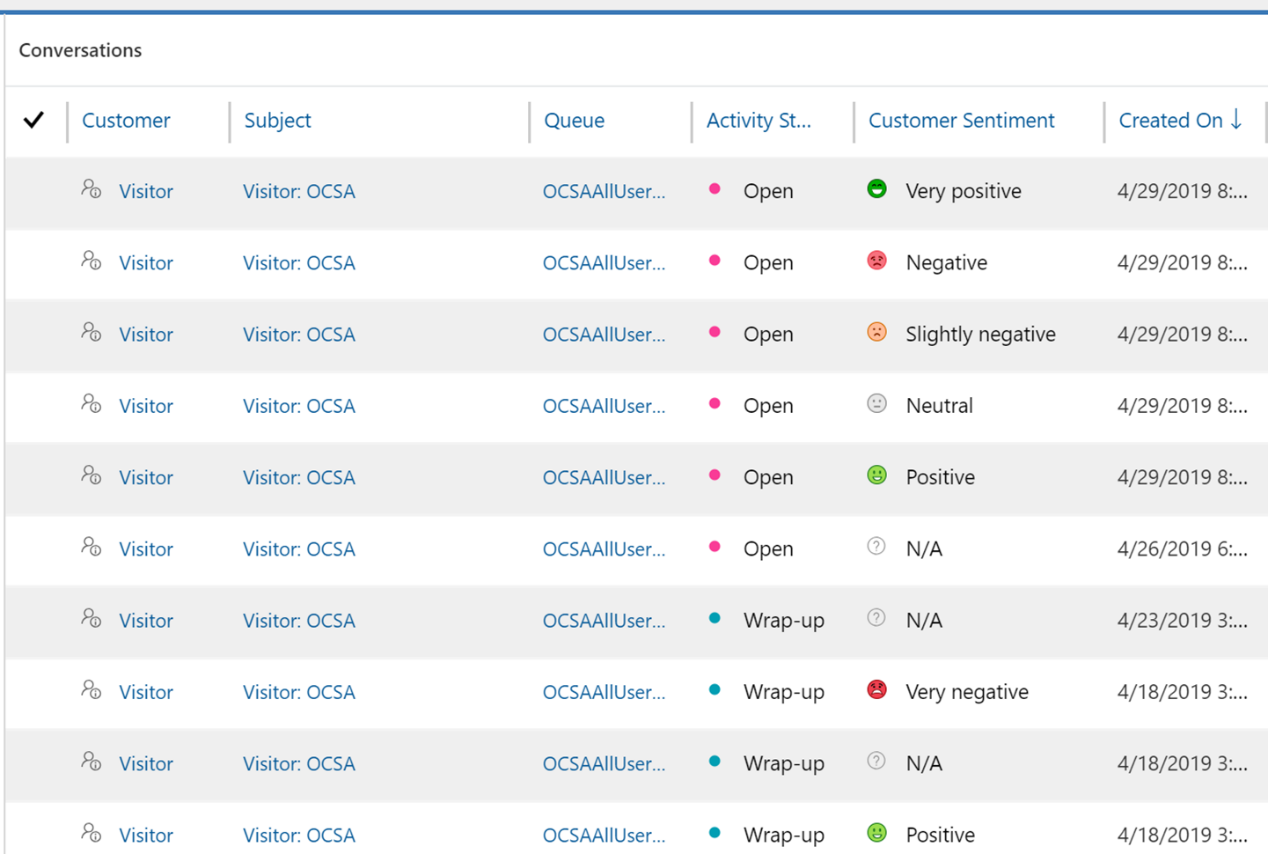 Conversations
Customer Subject Queue Activity St... Customer Sentiment Created On
Visitor Visitor: OCSA OCSAAllUser... Open Very positive 4/29/2019 8:...
Visitor Visitor: OCSA OCSAAllUser... Open Negative 4/29/2019 8:...
Visitor Visitor: OCSA OCSAAllUser... Open Slightly negative 4/29/2019 8:...
Visitor Visitor: OCSA OCSAAllUser... Open Neutral 4/29/2019 8:...
Visitor Visitor: OCSA OCSAAllUser... Open Positive 4/29/2019 8:...
Visitor Visitor: OCSA OCSAAllUser... Open N/A 4/26/2019 6:...
Visitor Visitor: OCSA OCSAAllUser... Wrap-up N/A 4/23/2019 3:...
Visitor Visitor: OCSA OCSAAllUser... Wrap-up Very negative 4/18/2019 3:...
Visitor Visitor: OCSA OCSAAllUser... Wrap-up N/A 4/18/2019 3:...
Visitor Visitor: OCSA OCSAAllUser... Wrap-up Positive 4/18/2019 3:...